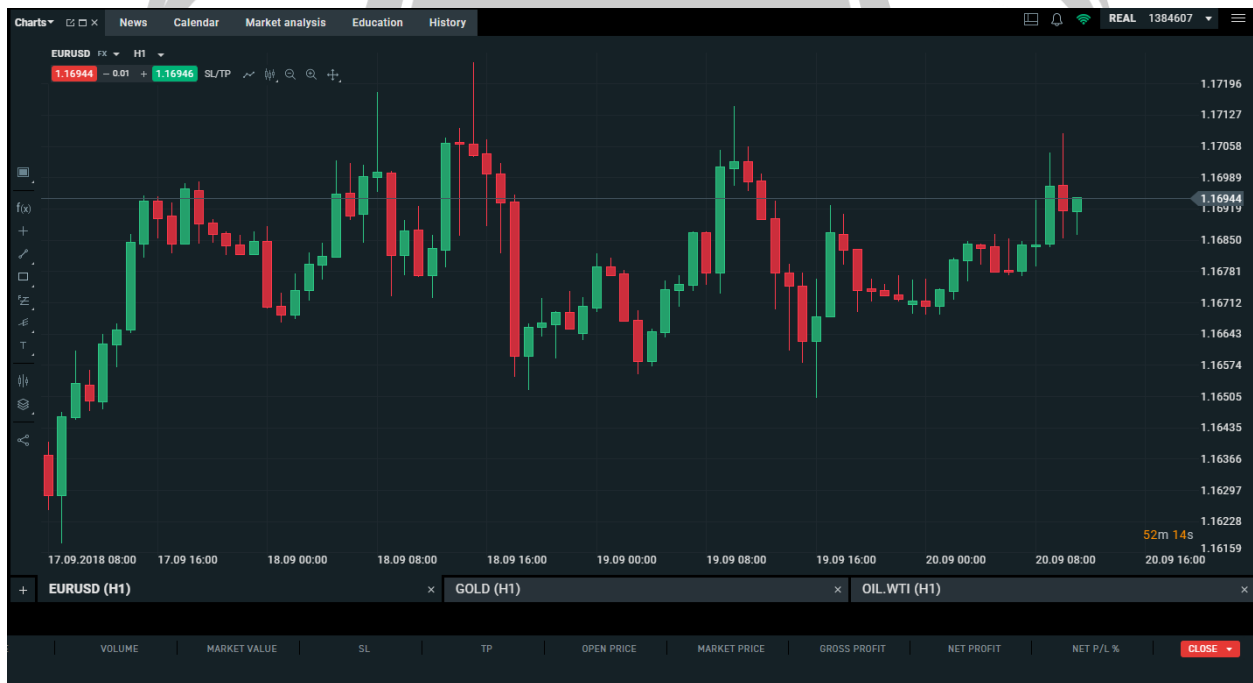 Charts News Calendar Market analysis Education History REAL 1384607
EURUSD FX H1
1.16944 – 0.01 + 1.16946 SL/TP
1.17196
1.17127
1.17058
1.16989
1.16944
1.16919
1.16850
1.16781
1.16712
1.16643
1.16574
1.16505
1.16435
1.16366
1.16297
1.16228
1.16159
f(x)
T
52m 14s
17.09.2018 08:00 17.09 16:00 18.09 00:00 18.09 08:00 18.09 16:00 19.09 00:00 19.09 08:00 19.09 16:00 20.09 00:00 20.09 08:00 20.09 16:00
+ EURUSD (H1) × GOLD (H1) × OIL.WTI (H1) ×
VOLUME MARKET VALUE SL TP OPEN PRICE MARKET PRICE GROSS PROFIT NET PROFIT NET P/L % CLOSE